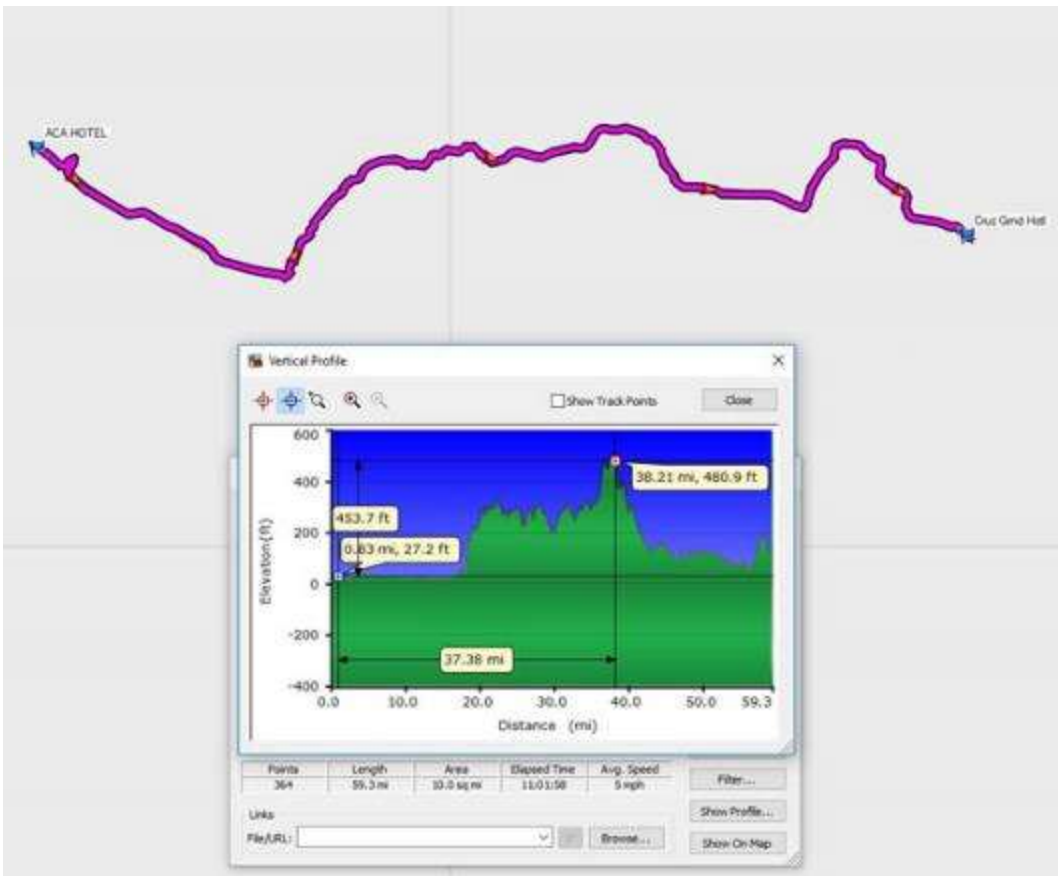 ACA HOTEL
Vertical Profile
Show Track Points
Close
600
400
200
0
-200
-400
Elevation(ft)
453.7 ft
0.83 mi, 27.2 ft
38.21 mi, 480.9 ft
37.38 mi
0.0 10.0 20.0 30.0 40.0 50.0 59.3
Distance (mi)
Points Length Area Elapsed Time Avg. Speed
364 59.3 mi 10.0 sq mi 11:01:58 5 mph
Filter...
Links
Show Profile...
File/URL:
Browse...
Show On Map